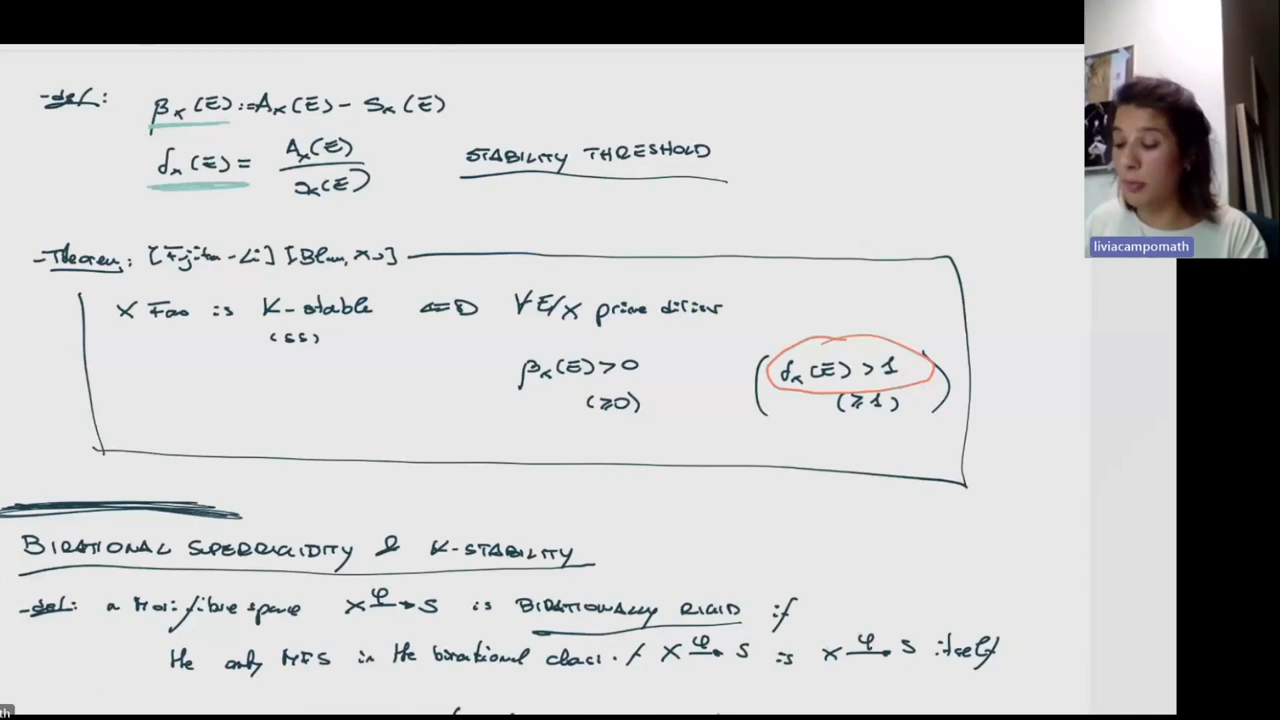 -def: β_X(E) := A_X(E) - S_X(E)
δ_X(E) = A_X(E) / S_X(E) STABILITY THRESHOLD
liviacampomath
-Theorem: [Fujita-Li] [Blum, Xu]
X Fano is K-stable ⇔ ∀E/X prime divisor
(ss)
β_X(E) > 0 (δ_X(E) > 1
(≥0) (≥1))
BIRATIONAL SUPERRIGIDITY & K-STABILITY
-def: a Mori fibre space X -φ→ S is BIRATIONALLY RIGID if
the only MFS in the birational class of X -φ→ S is X -φ→ S itself
th